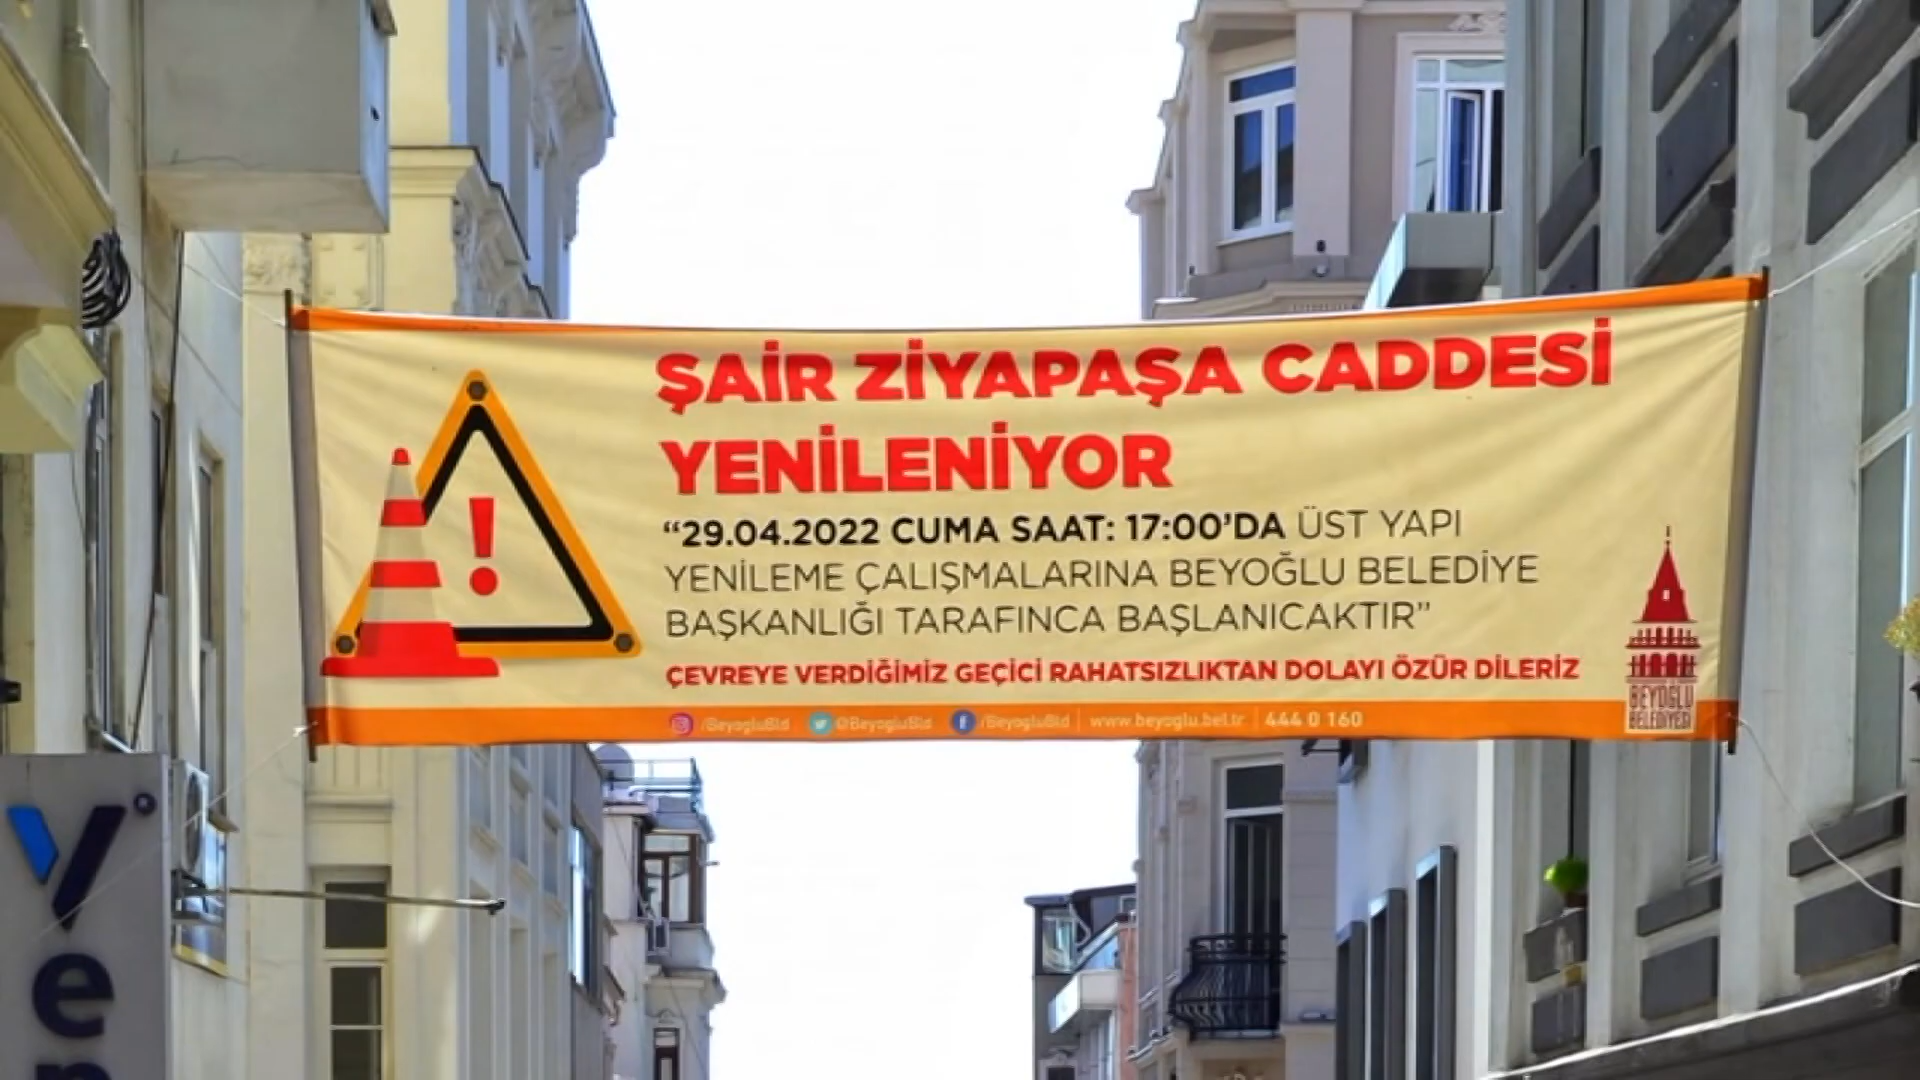 ŞAİR ZİYAPAŞA CADDESİ
YENİLENİYOR
“29.04.2022 CUMA SAAT: 17:00’DA ÜST YAPI
YENİLEME ÇALIŞMALARINA BEYOĞLU BELEDİYE
BAŞKANLIĞI TARAFINCA BAŞLANICAKTIR”
ÇEVREYE VERDİĞİMİZ GEÇİCİ RAHATSIZLIKTAN DOLAYI ÖZÜR DİLERİZ
/BeyogluBld @BeyogluBld /BeyogluBld | www.beyoglu.bel.tr | 444 0 160
BEYOĞLU
BELEDİYESİ
!